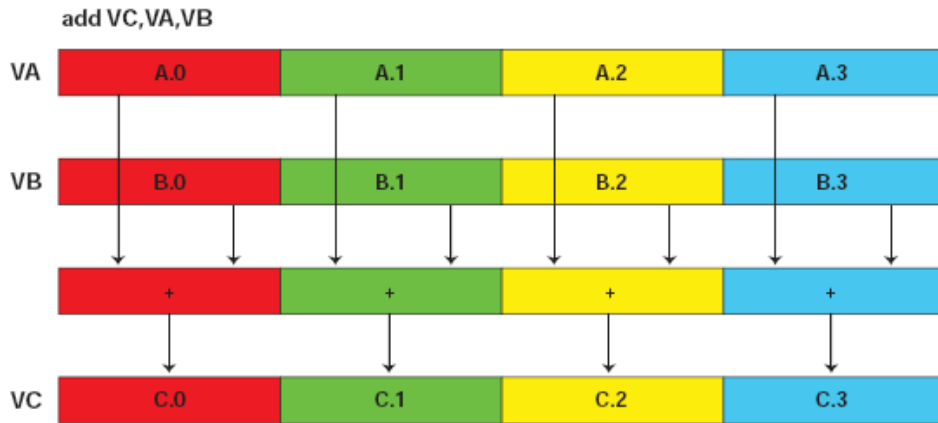 add VC,VA,VB
VA A.0 A.1 A.2 A.3
VB B.0 B.1 B.2 B.3
+ + + +
VC C.0 C.1 C.2 C.3